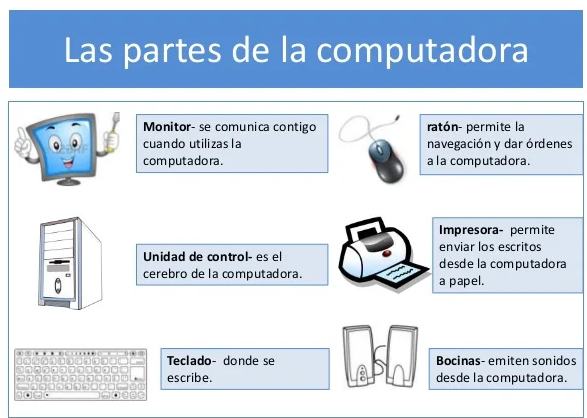 Las partes de la computadora
Monitor- se comunica contigo
cuando utilizas la
computadora.
ratón- permite la
navegación y dar órdenes
a la computadora.
Unidad de control- es el
cerebro de la computadora.
Impresora-  permite
enviar los escritos
desde la computadora
a papel.
Teclado-  donde se
escribe.
Bocinas- emiten sonidos
desde la computadora.